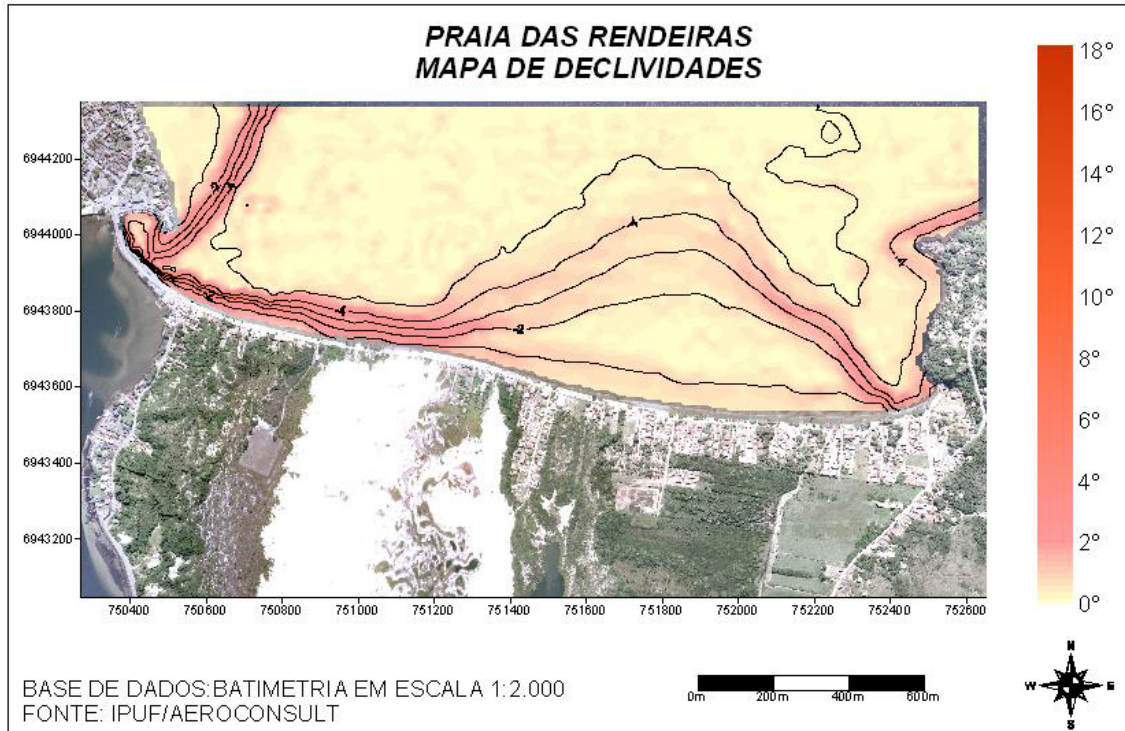 PRAIA DAS RENDEIRAS
MAPA DE DECLIVIDADES
18°
16°
14°
12°
10°
8°
6°
4°
2°
0°
6944200
6944000
6943800
6943600
6943400
6943200
-4
-2
750400 750600 750800 751000 751200 751400 751600 751800 752000 752200 752400 752600
BASE DE DADOS:BATIMETRIA EM ESCALA 1:2.000
FONTE: IPUF/AEROCONSULT
0m 200m 400m 600m
N
W E
S